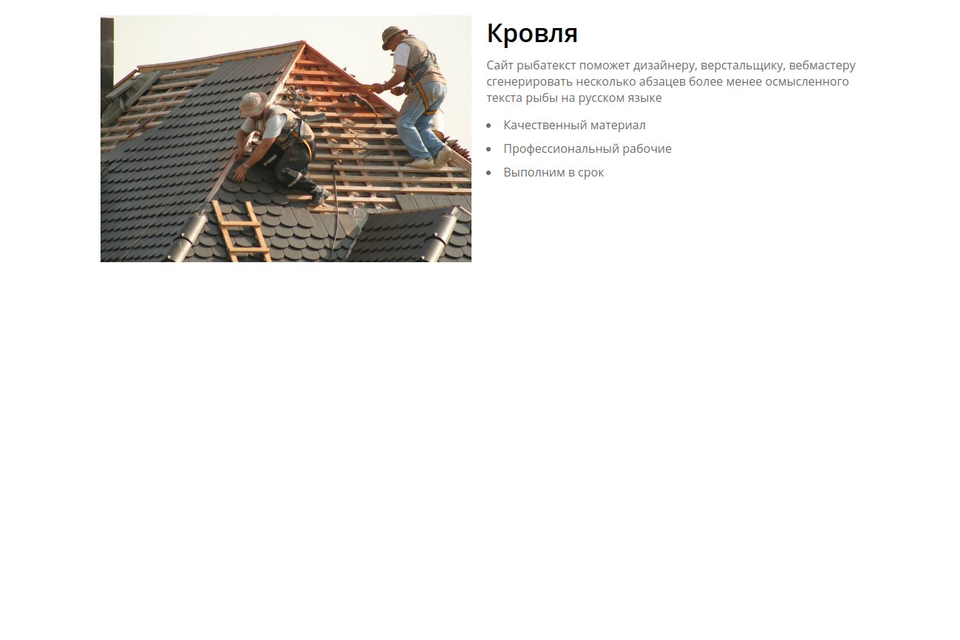 Кровля
Сайт рыбатекст поможет дизайнеру, верстальщику, вебмастеру
сгенерировать несколько абзацев более менее осмысленного
текста рыбы на русском языке
Качественный материал
Профессиональный рабочие
Выполним в срок